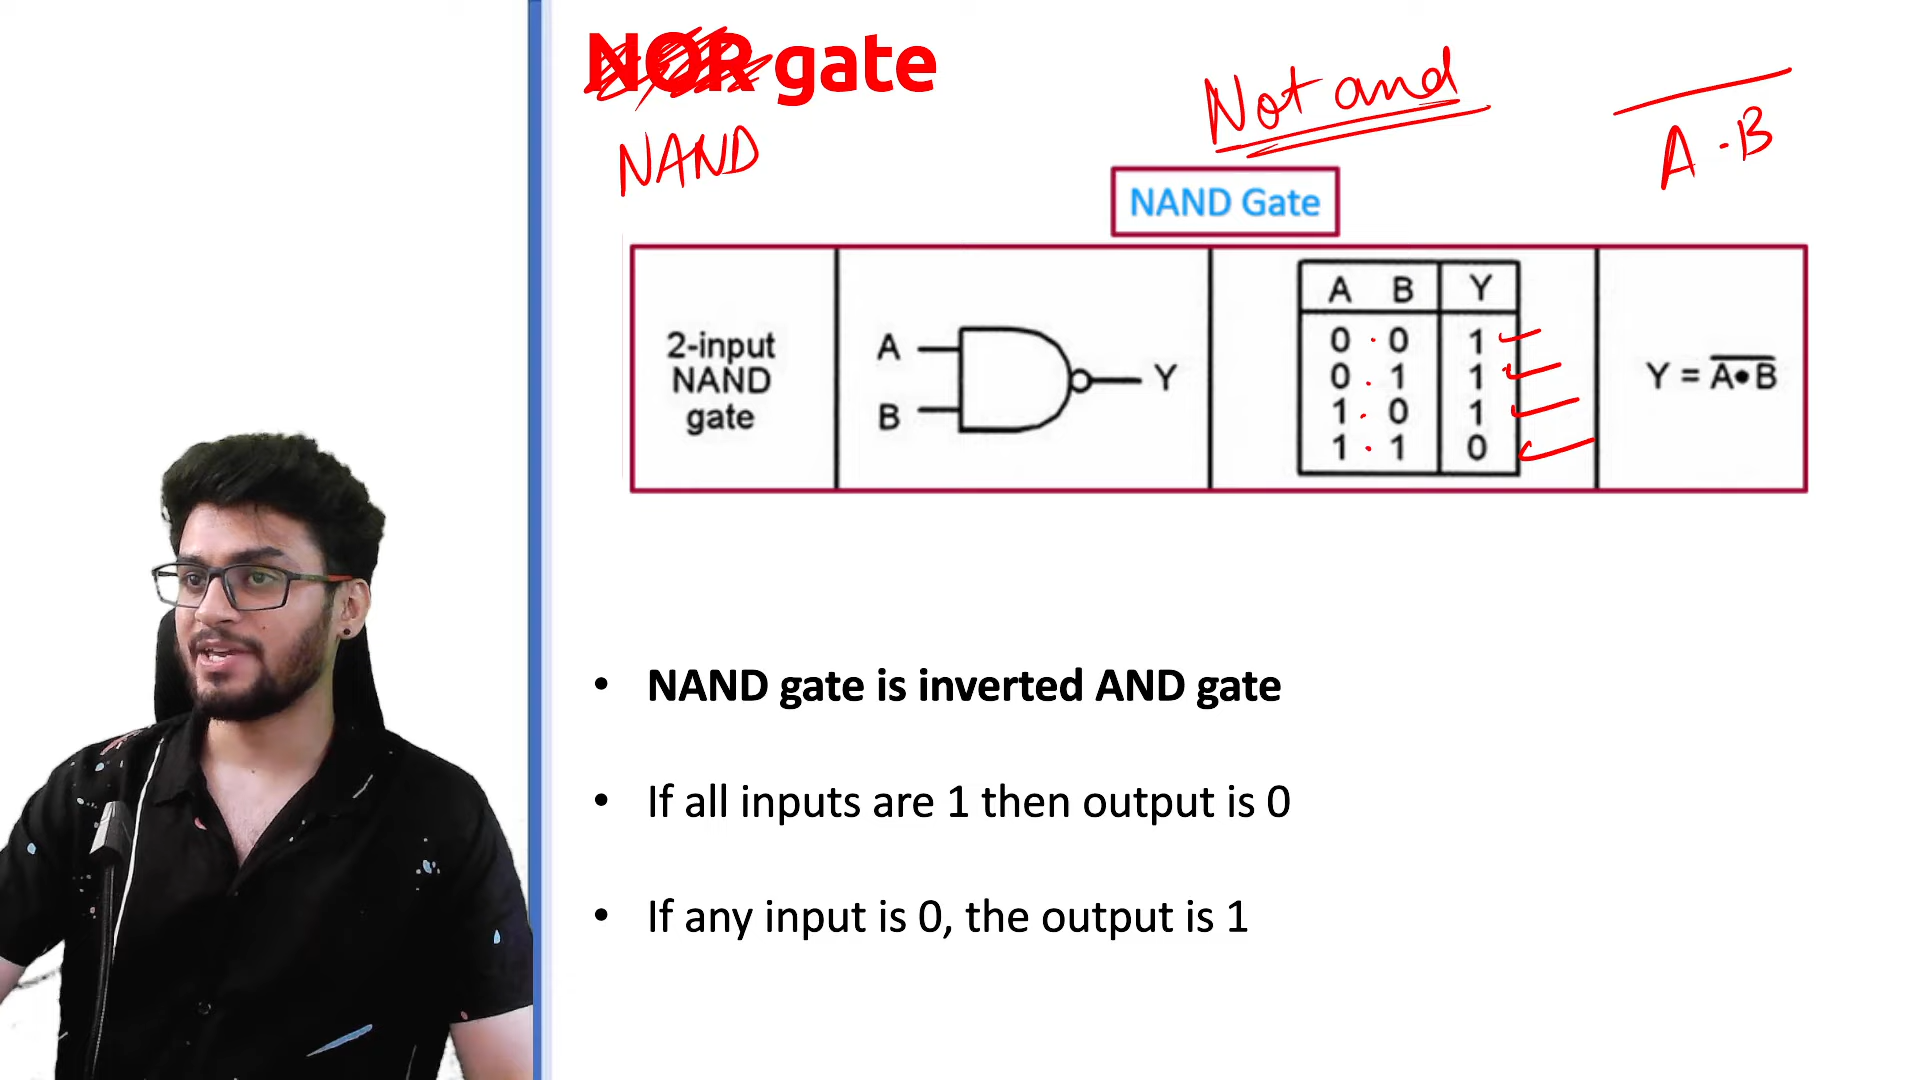 NOR gate
NAND
Not and
A . B
NAND Gate
2-input
NAND
gate
A
B
Y
A B Y
0 . 0 1
0 . 1 1
1 . 0 1
1 . 1 0
Y = A̅•̅B̅
• NAND gate is inverted AND gate
• If all inputs are 1 then output is 0
• If any input is 0, the output is 1